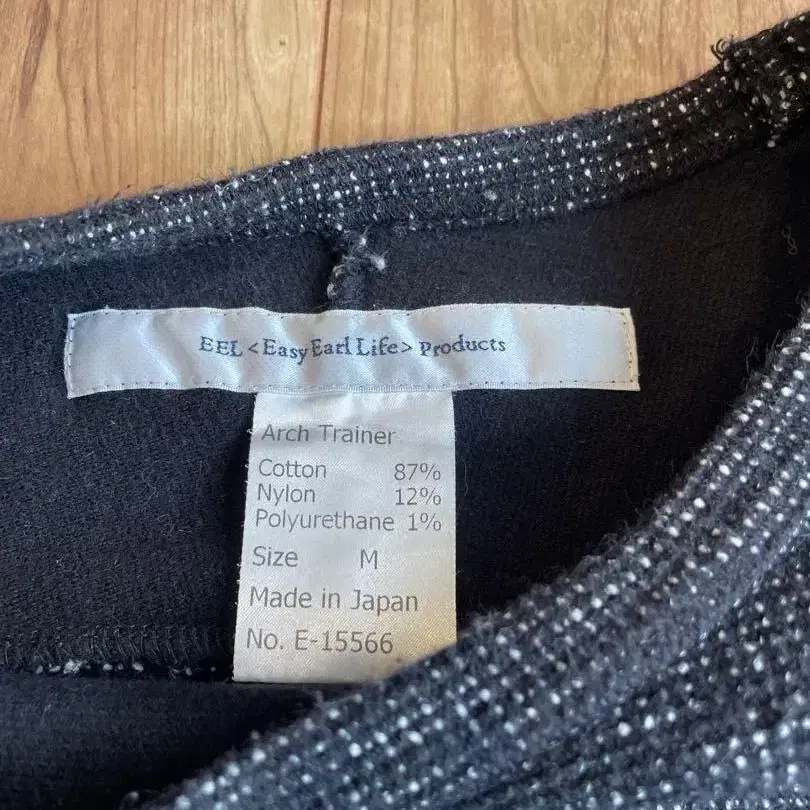 EEL <Easy Earl Life> Products
Arch Trainer
Cotton 87%
Nylon 12%
Polyurethane 1%
Size M
Made in Japan
No. E-15566